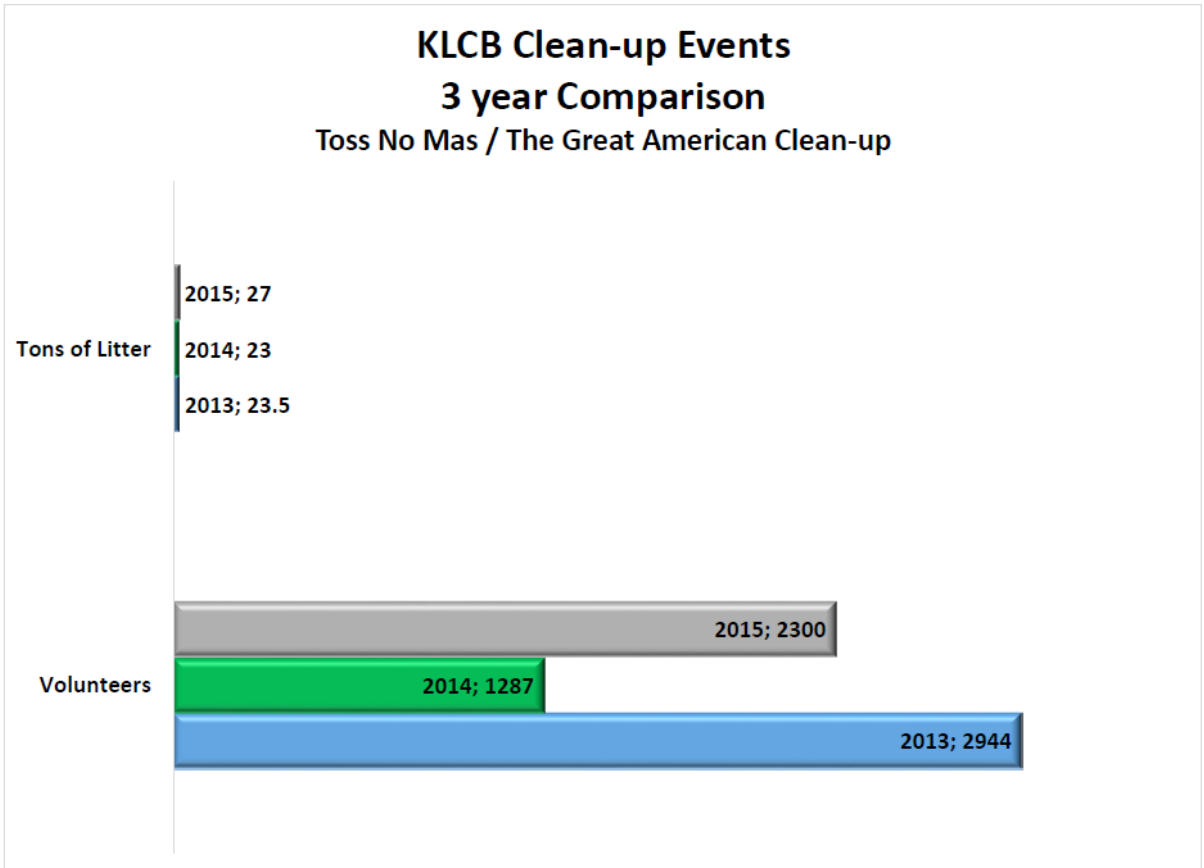 KLCB Clean-up Events
3 year Comparison
Toss No Mas / The Great American Clean-up
2015; 27
Tons of Litter
2014; 23
2013; 23.5
2015; 2300
Volunteers
2014; 1287
2013; 2944